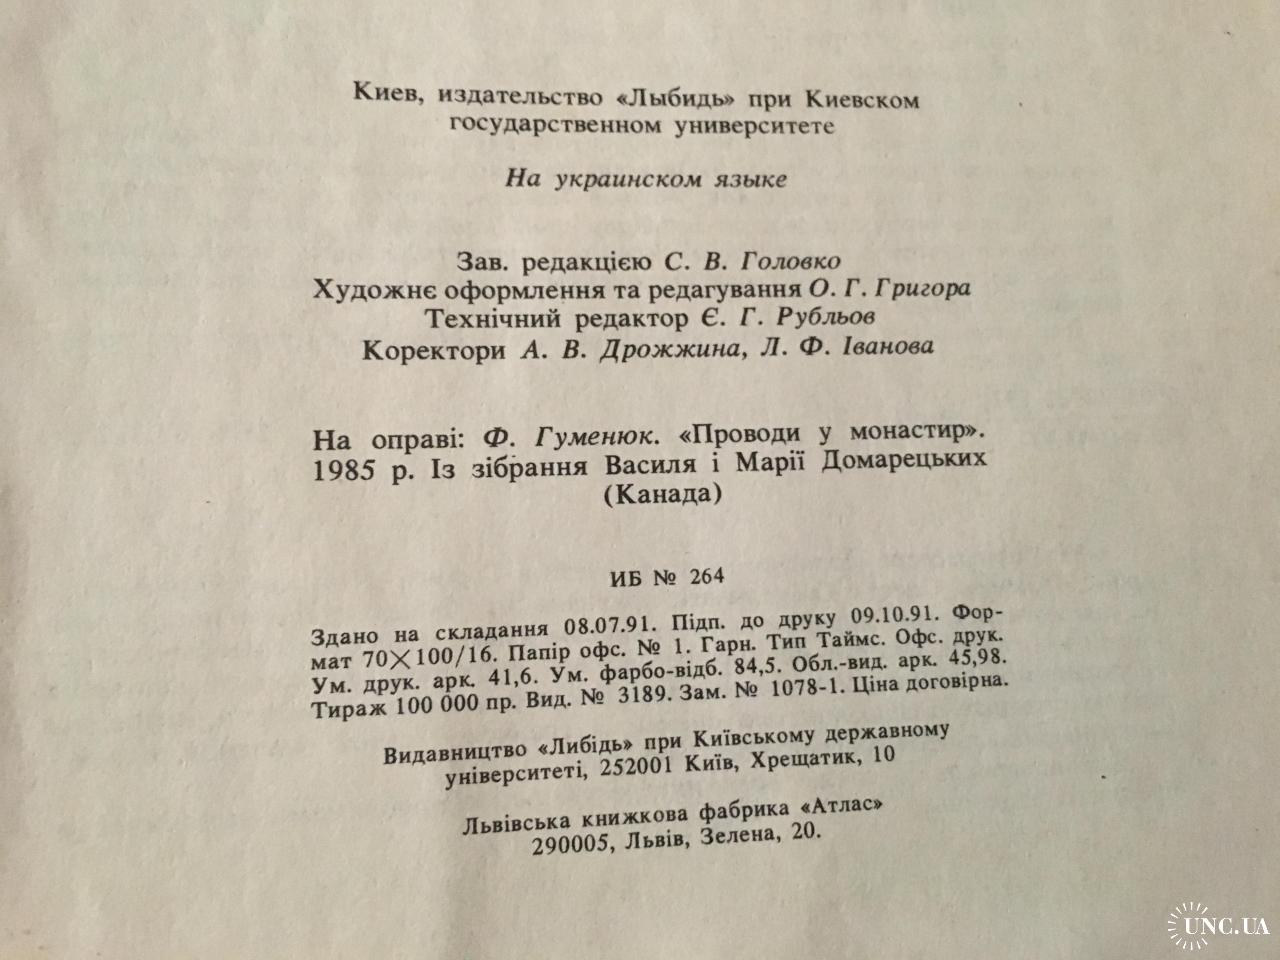 Киев, издательство «Лыбидь» при Киевском
государственном университете
На украинском языке
Зав. редакцією С. В. Головко
Художнє оформлення та редагування О. Г. Григора
Технічний редактор Є. Г. Рубльов
Коректори А. В. Дрожжина, Л. Ф. Іванова
На оправі: Ф. Гуменюк. «Проводи у монастир».
1985 р. Із зібрання Василя і Марії Домарецьких
(Канада)
ИБ № 264
Здано на складання 08.07.91. Підп. до друку 09.10.91. Фор-
мат 70×100/16. Папір офс. № 1. Гарн. Тип Таймс. Офс. друк.
Ум. друк. арк. 41,6. Ум. фарбо-відб. 84,5. Обл.-вид. арк. 45,98.
Тираж 100 000 пр. Вид. № 3189. Зам. № 1078-1. Ціна договірна.
Видавництво «Либідь» при Київському державному
університеті, 252001 Київ, Хрещатик, 10
Львівська книжкова фабрика «Атлас»
290005, Львів, Зелена, 20.
UNC.UA